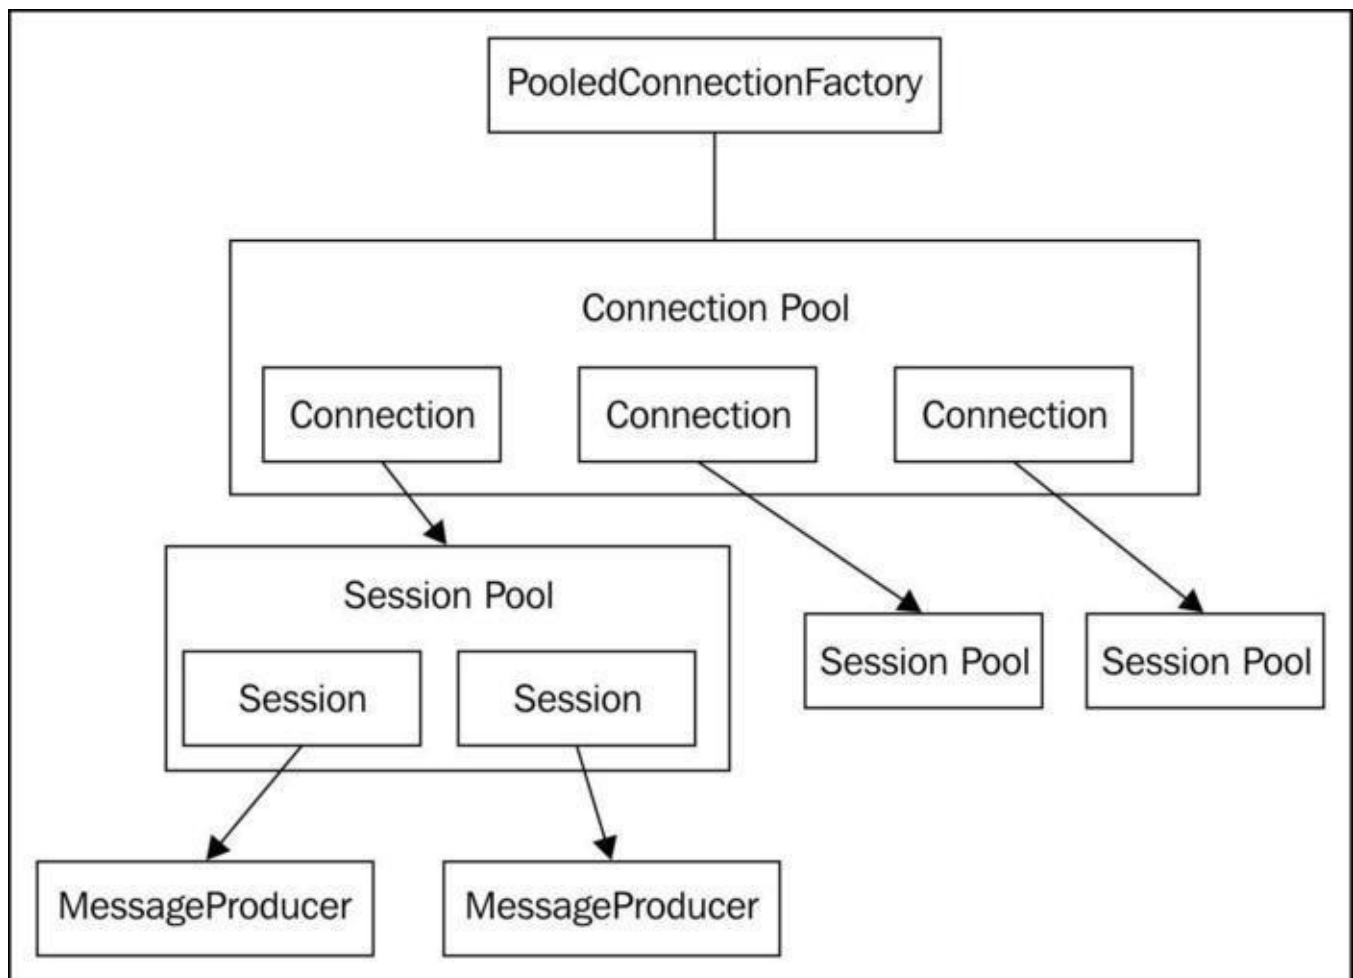 PooledConnectionFactory
Connection Pool
Connection
Connection
Connection
Session Pool
Session
Session
Session Pool
Session Pool
MessageProducer
MessageProducer